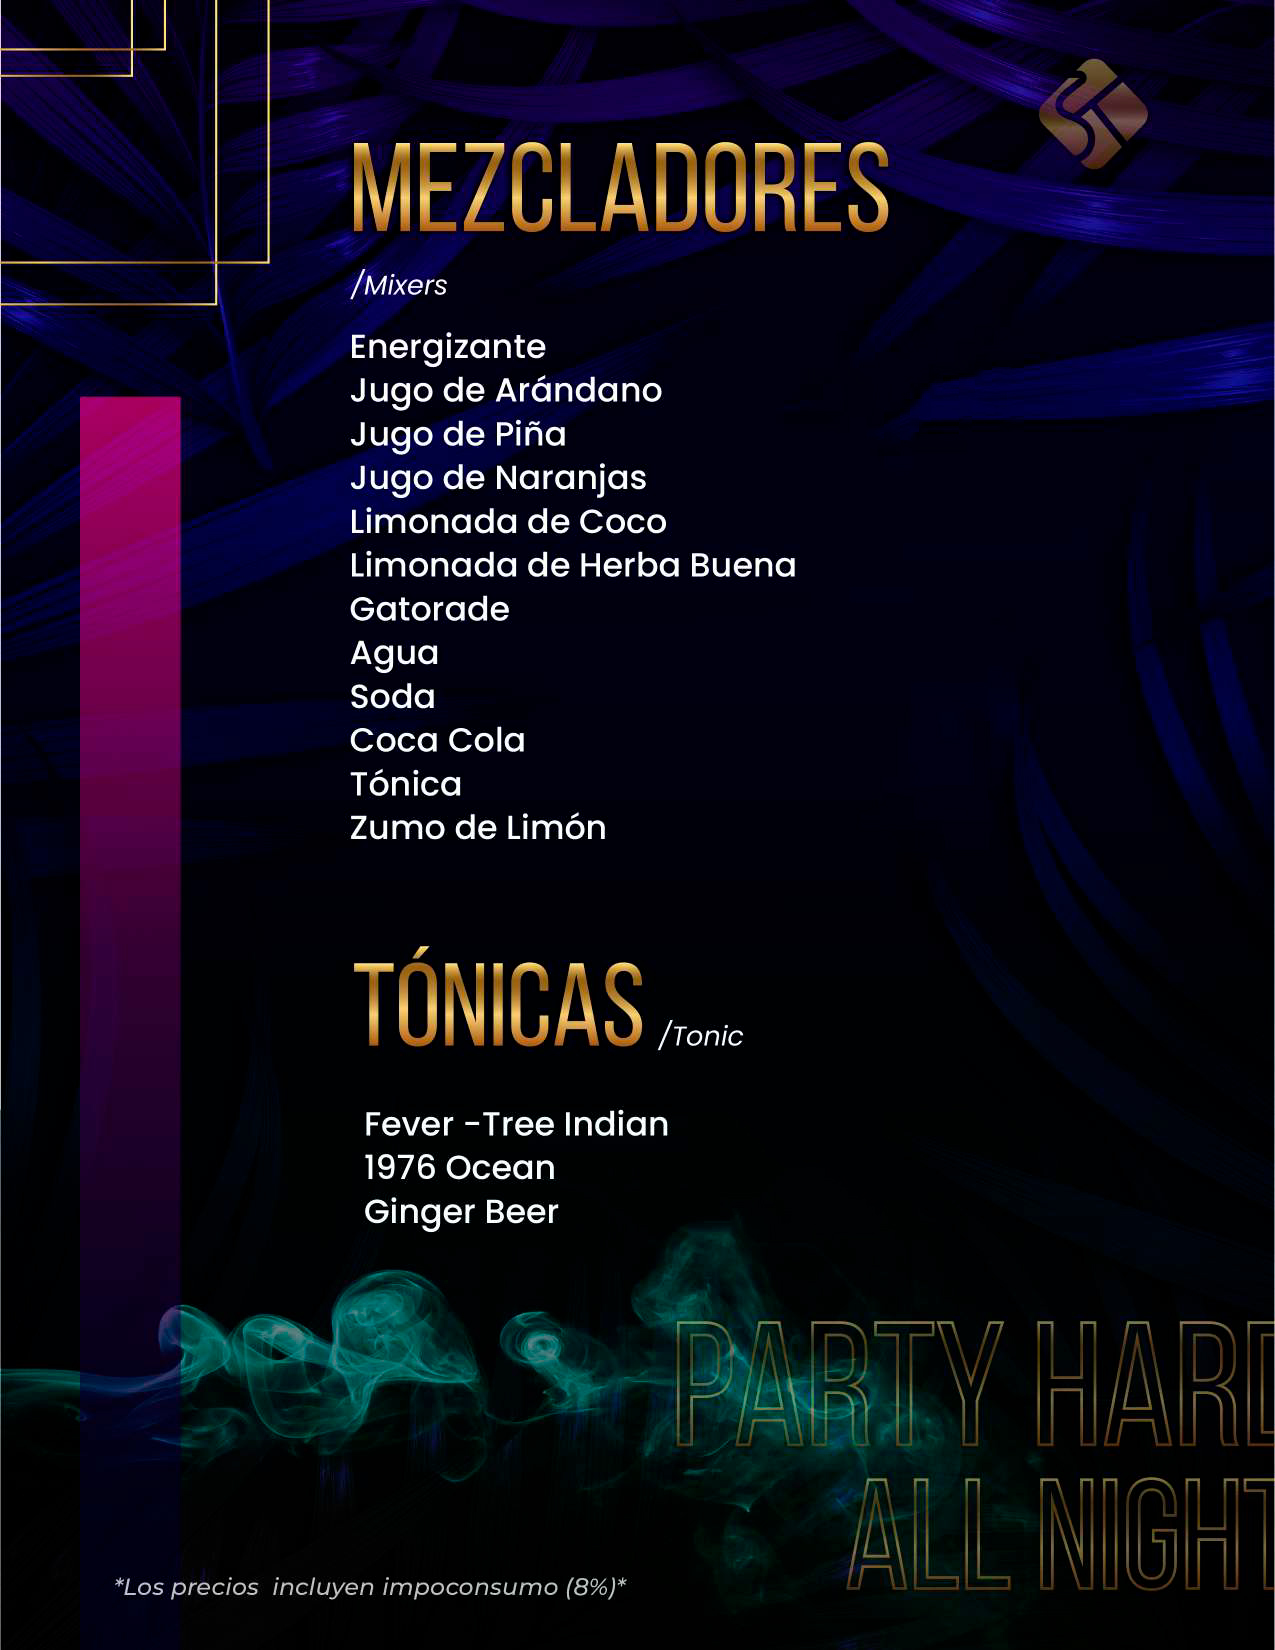 MEZCLADORES
/Mixers
Energizante
Jugo de Arándano
Jugo de Piña
Jugo de Naranjas
Limonada de Coco
Limonada de Herba Buena
Gatorade
Agua
Soda
Coca Cola
Tónica
Zumo de Limón
TÓNICAS /Tonic
Fever -Tree Indian
1976 Ocean
Ginger Beer
PARTY HARD
ALL NIGHT
*Los precios incluyen impoconsumo (8%)*